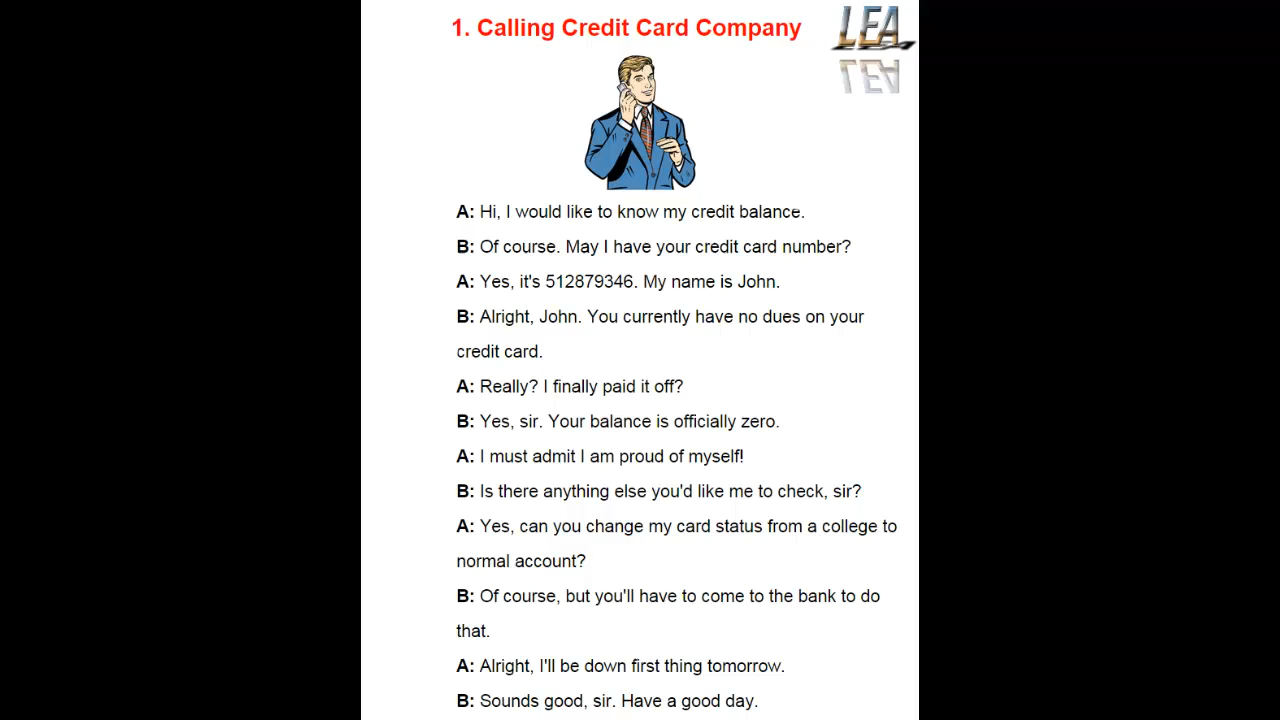 1. Calling Credit Card Company
LEA
A: Hi, I would like to know my credit balance.
B: Of course. May I have your credit card number?
A: Yes, it's 512879346. My name is John.
B: Alright, John. You currently have no dues on your
credit card.
A: Really? I finally paid it off?
B: Yes, sir. Your balance is officially zero.
A: I must admit I am proud of myself!
B: Is there anything else you'd like me to check, sir?
A: Yes, can you change my card status from a college to
normal account?
B: Of course, but you'll have to come to the bank to do
that.
A: Alright, I'll be down first thing tomorrow.
B: Sounds good, sir. Have a good day.